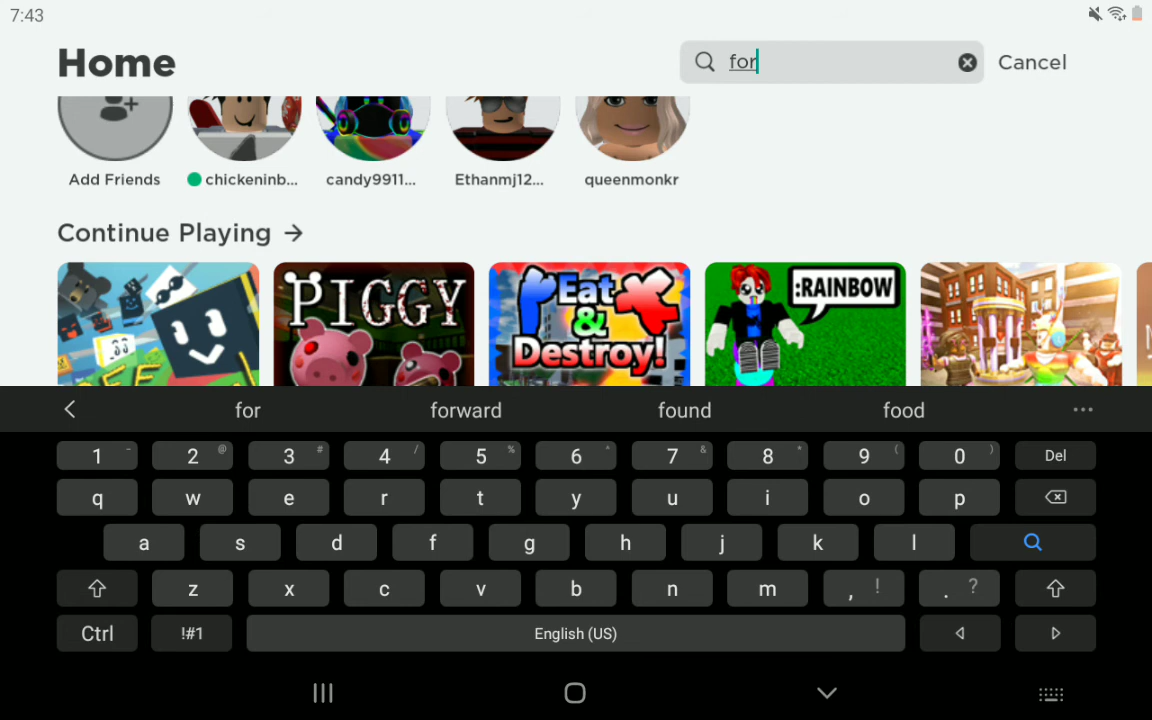 7:43
Home
for
Cancel
Add Friends
chickeninb...
candy9911...
Ethanmj12...
queenmonkr
Continue Playing →
PIGGY
Eat
&
Destroy!
:RAINBOW
for forward found food ...
1 - 2 @ 3 # 4 / 5 % 6 ^ 7 & 8 * 9 ( 0 ) Del
q w e r t y u i o p
a s d f g h j k l
z x c v b n m , ! . ?
Ctrl !#1 English (US)